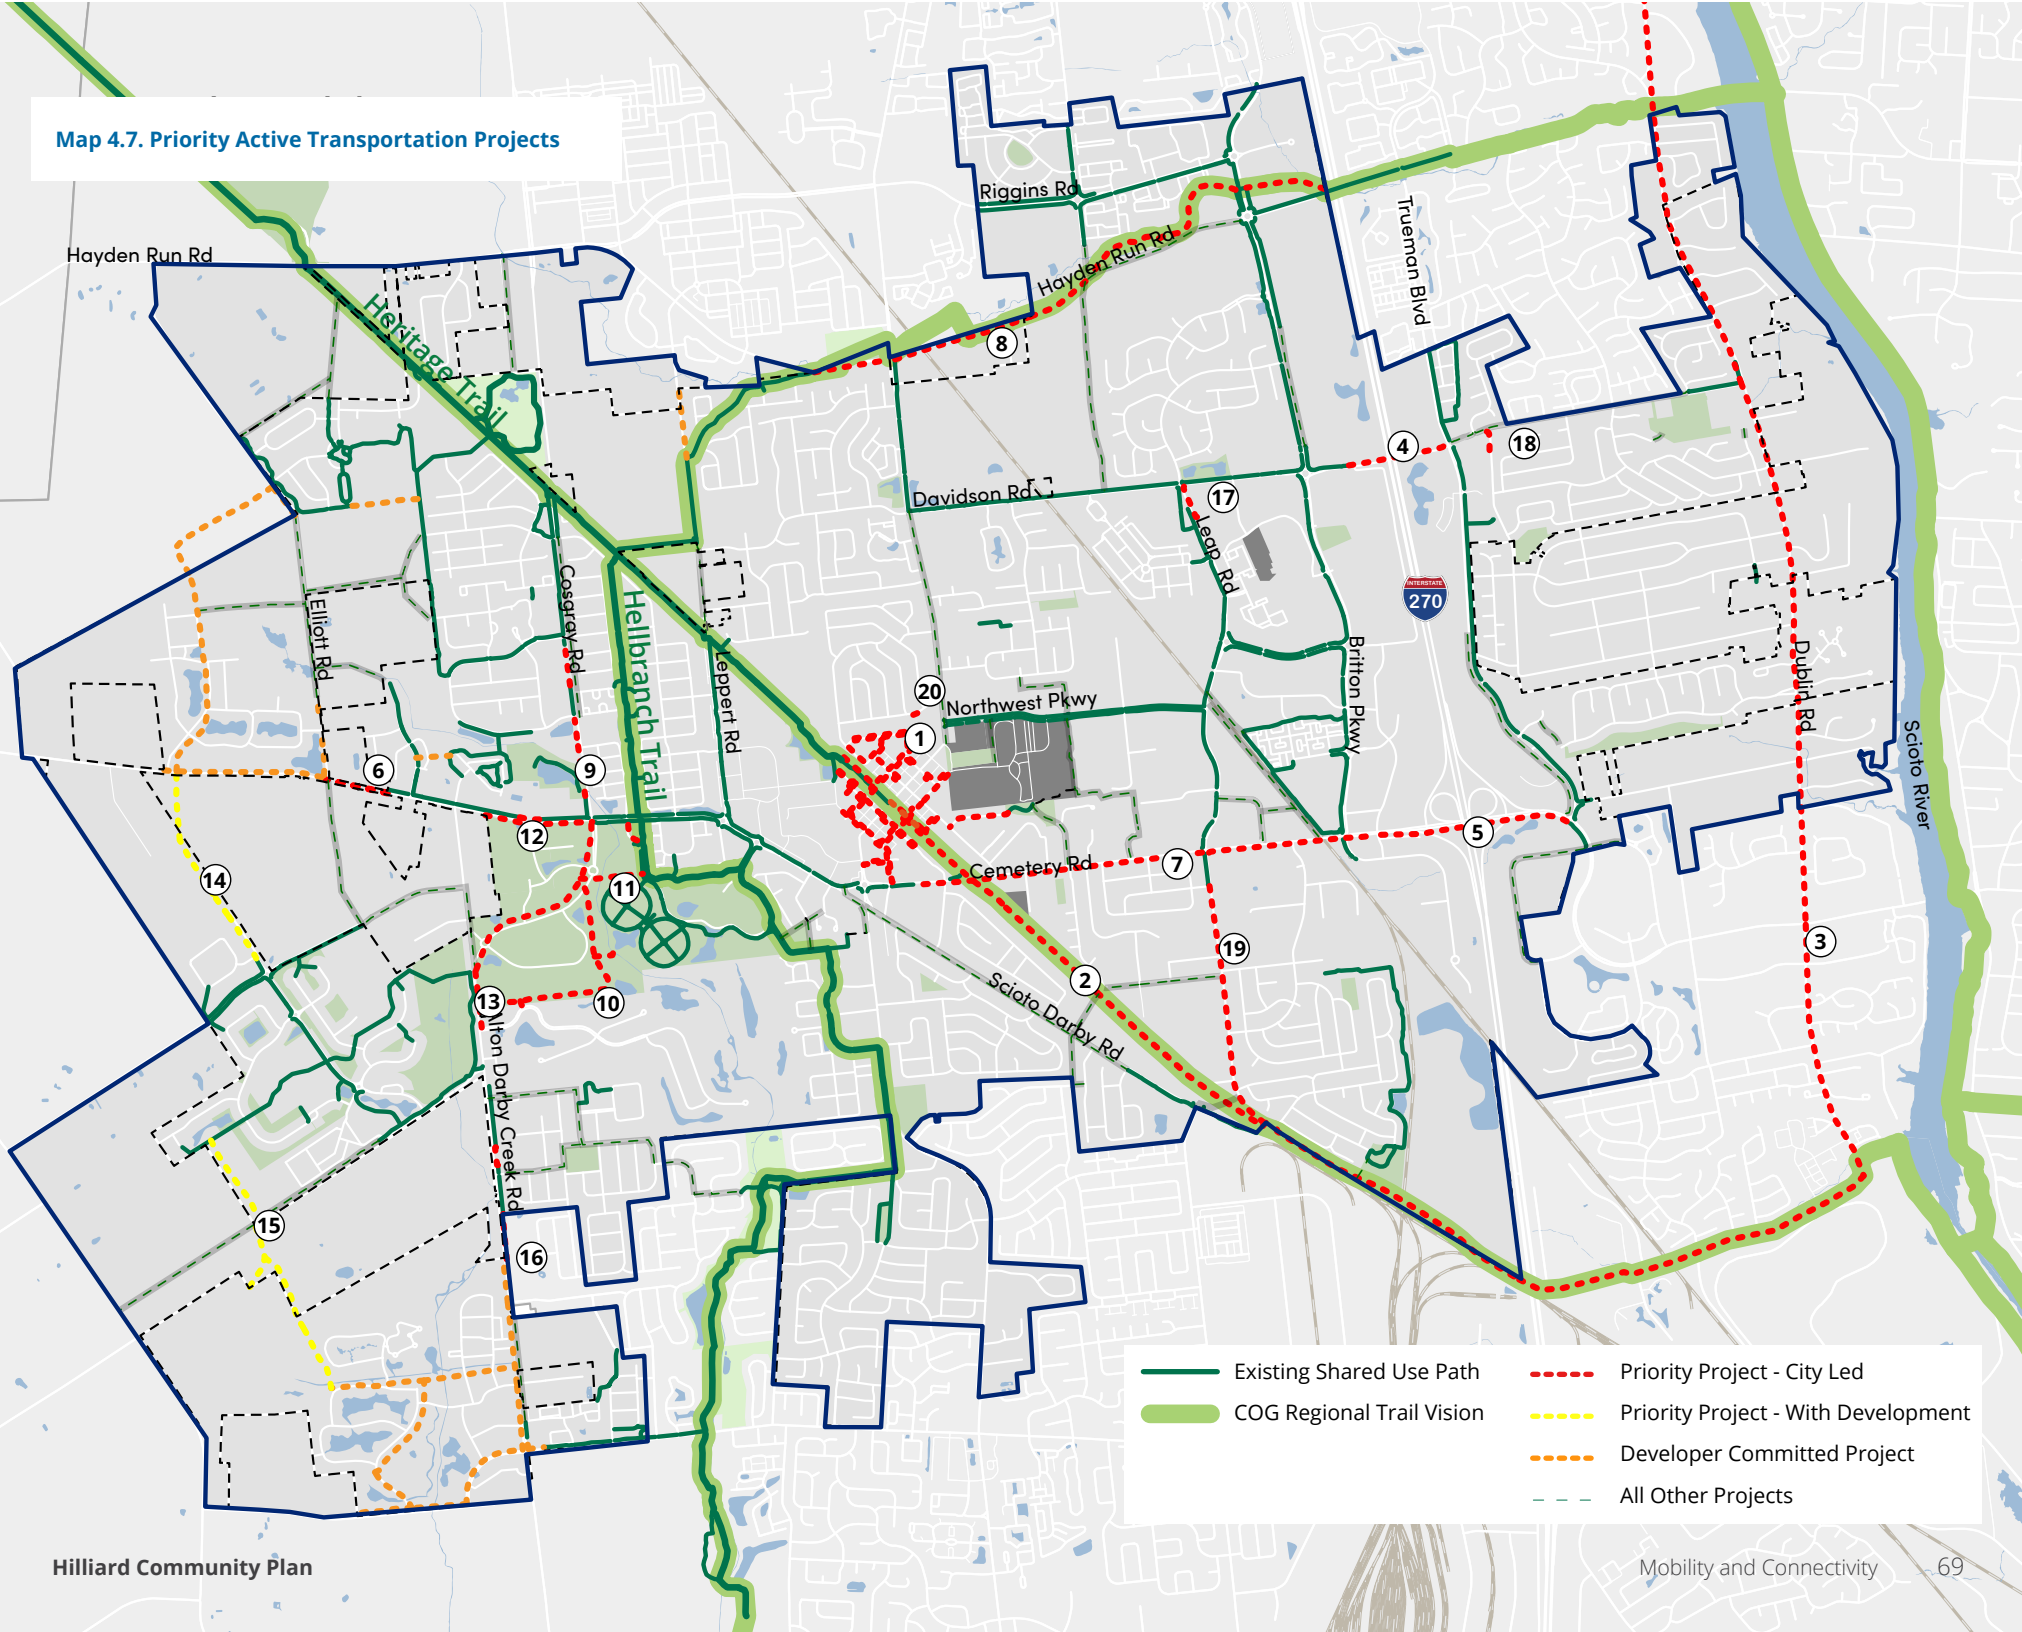 Map 4.7. Priority Active Transportation Projects
Hayden Run Rd
Riggins Rd
Hayden Run Rd
Trueman Blvd
Heritage Trail
8
4
18
Davidson Rd
17
Leap Rd
INTERSTATE
270
Cosgray Rd
Elliott Rd
Hellbranch Trail
Leppert Rd
Britton Pkwy
Dublin Rd
20
Northwest Pkwy
1
Scioto River
6
9
12
5
7
Cemetery Rd
14
11
19
3
2
Scioto Darby Rd
13
10
Alton Darby Creek Rd
15
16
Existing Shared Use Path
COG Regional Trail Vision
Priority Project - City Led
Priority Project - With Development
Developer Committed Project
All Other Projects
Hilliard Community Plan
Mobility and Connectivity 69